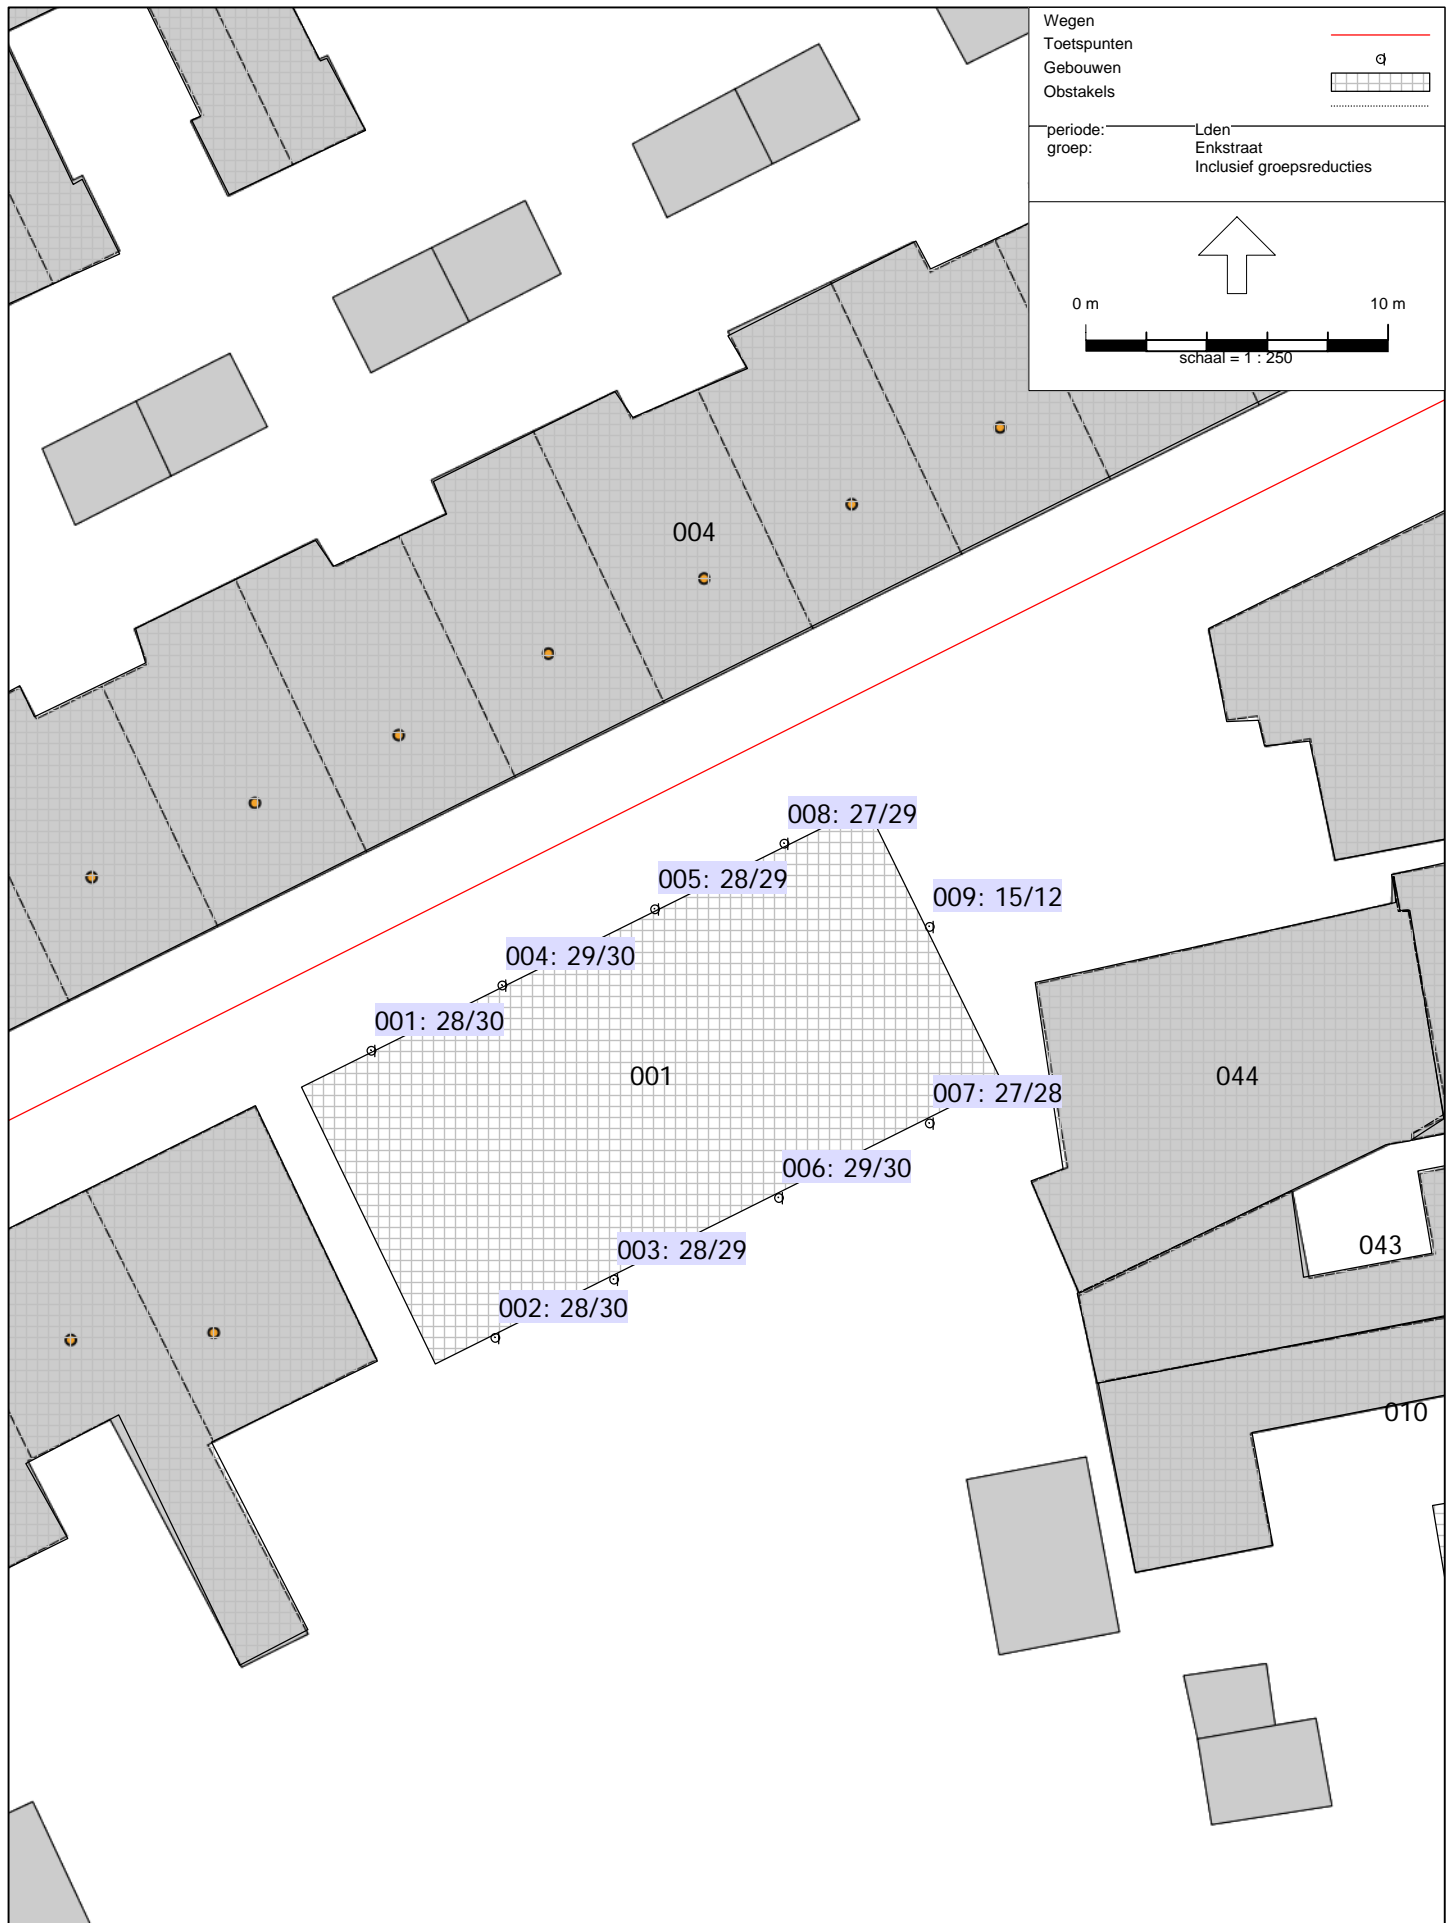 Wegen
Toetspunten
Gebouwen
Obstakels
periode: Lden
groep: Enkstraat
Inclusief groepsreducties
0 m 10 m
schaal = 1 : 250
004
008: 27/29
005: 28/29
009: 15/12
004: 29/30
001: 28/30
001
044
007: 27/28
006: 29/30
003: 28/29
043
002: 28/30
010